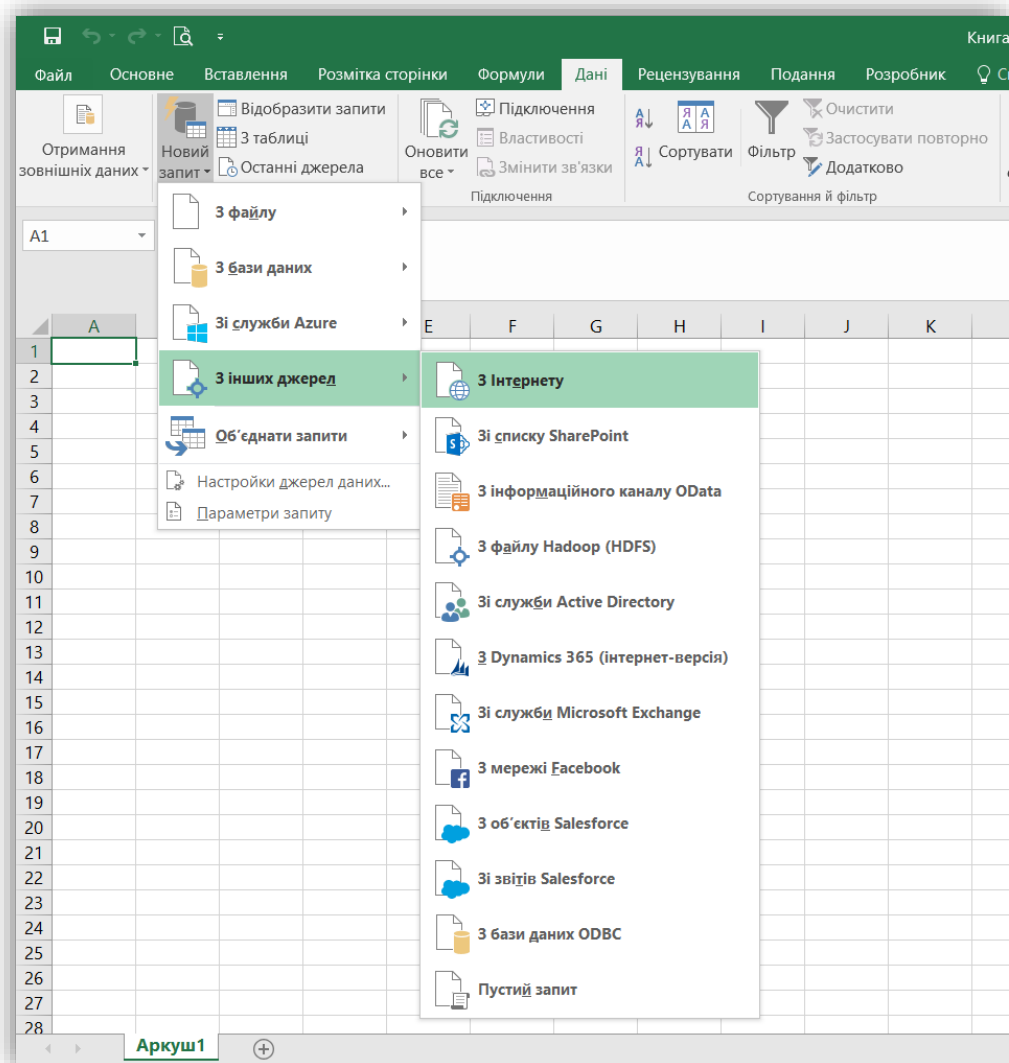 Книга
Файл Основне Вставлення Розмітка сторінки Формули Дані Рецензування Подання Розробник
Отримання зовнішніх даних
Новий запит
Відобразити запити
З таблиці
Останні джерела
Оновити все
Підключення
Властивості
Змінити зв'язки
Підключення
Сортувати
Фільтр
Очистити
Застосувати повторно
Додатково
Сортування й фільтр
A1
З файлу
З бази даних
Зі служби Azure
З інших джерел
Об'єднати запити
Настройки джерел даних...
Параметри запиту
A E F G H I J K
З Інтернету
Зі списку SharePoint
З інформаційного каналу OData
З файлу Hadoop (HDFS)
Зі служби Active Directory
З Dynamics 365 (інтернет-версія)
Зі служби Microsoft Exchange
З мережі Facebook
З об'єктів Salesforce
Зі звітів Salesforce
З бази даних ODBC
Пустий запит
1
2
3
4
5
6
7
8
9
10
11
12
13
14
15
16
17
18
19
20
21
22
23
24
25
26
27
28
Аркуш1